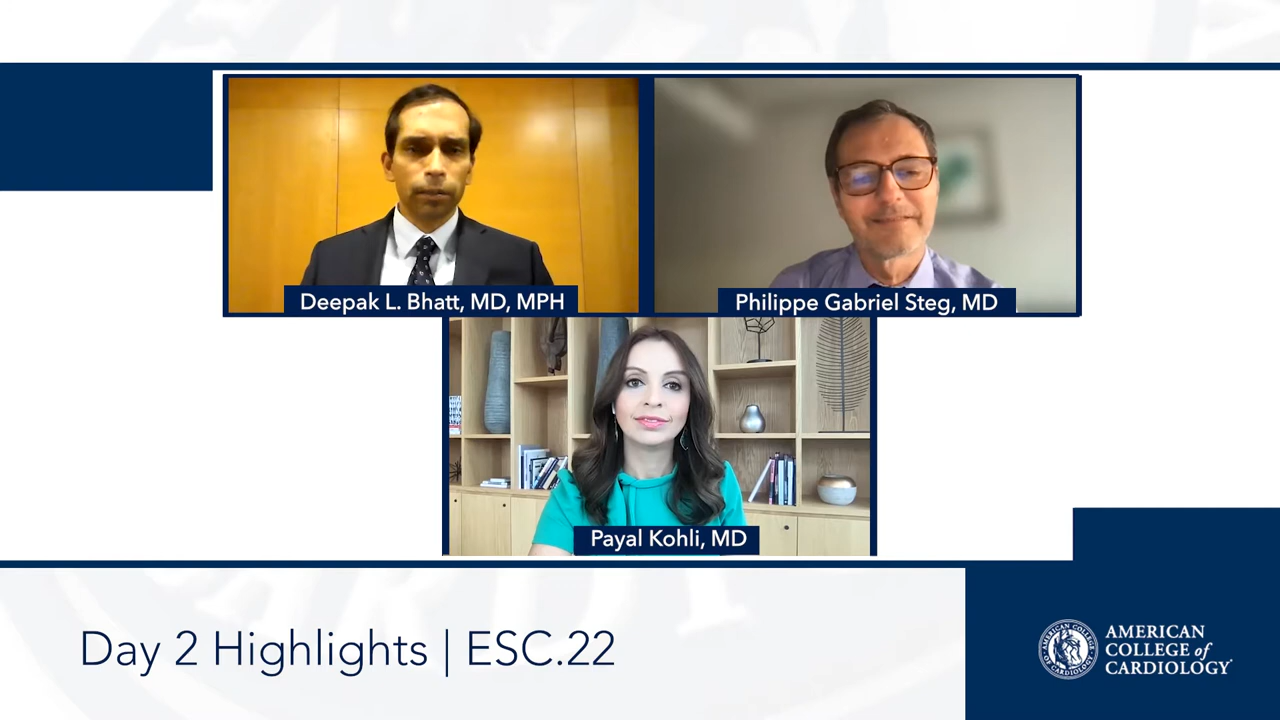 Deepak L. Bhatt, MD, MPH
Philippe Gabriel Steg, MD
Payal Kohli, MD
Day 2 Highlights | ESC.22
AMERICAN
COLLEGE of
CARDIOLOGY